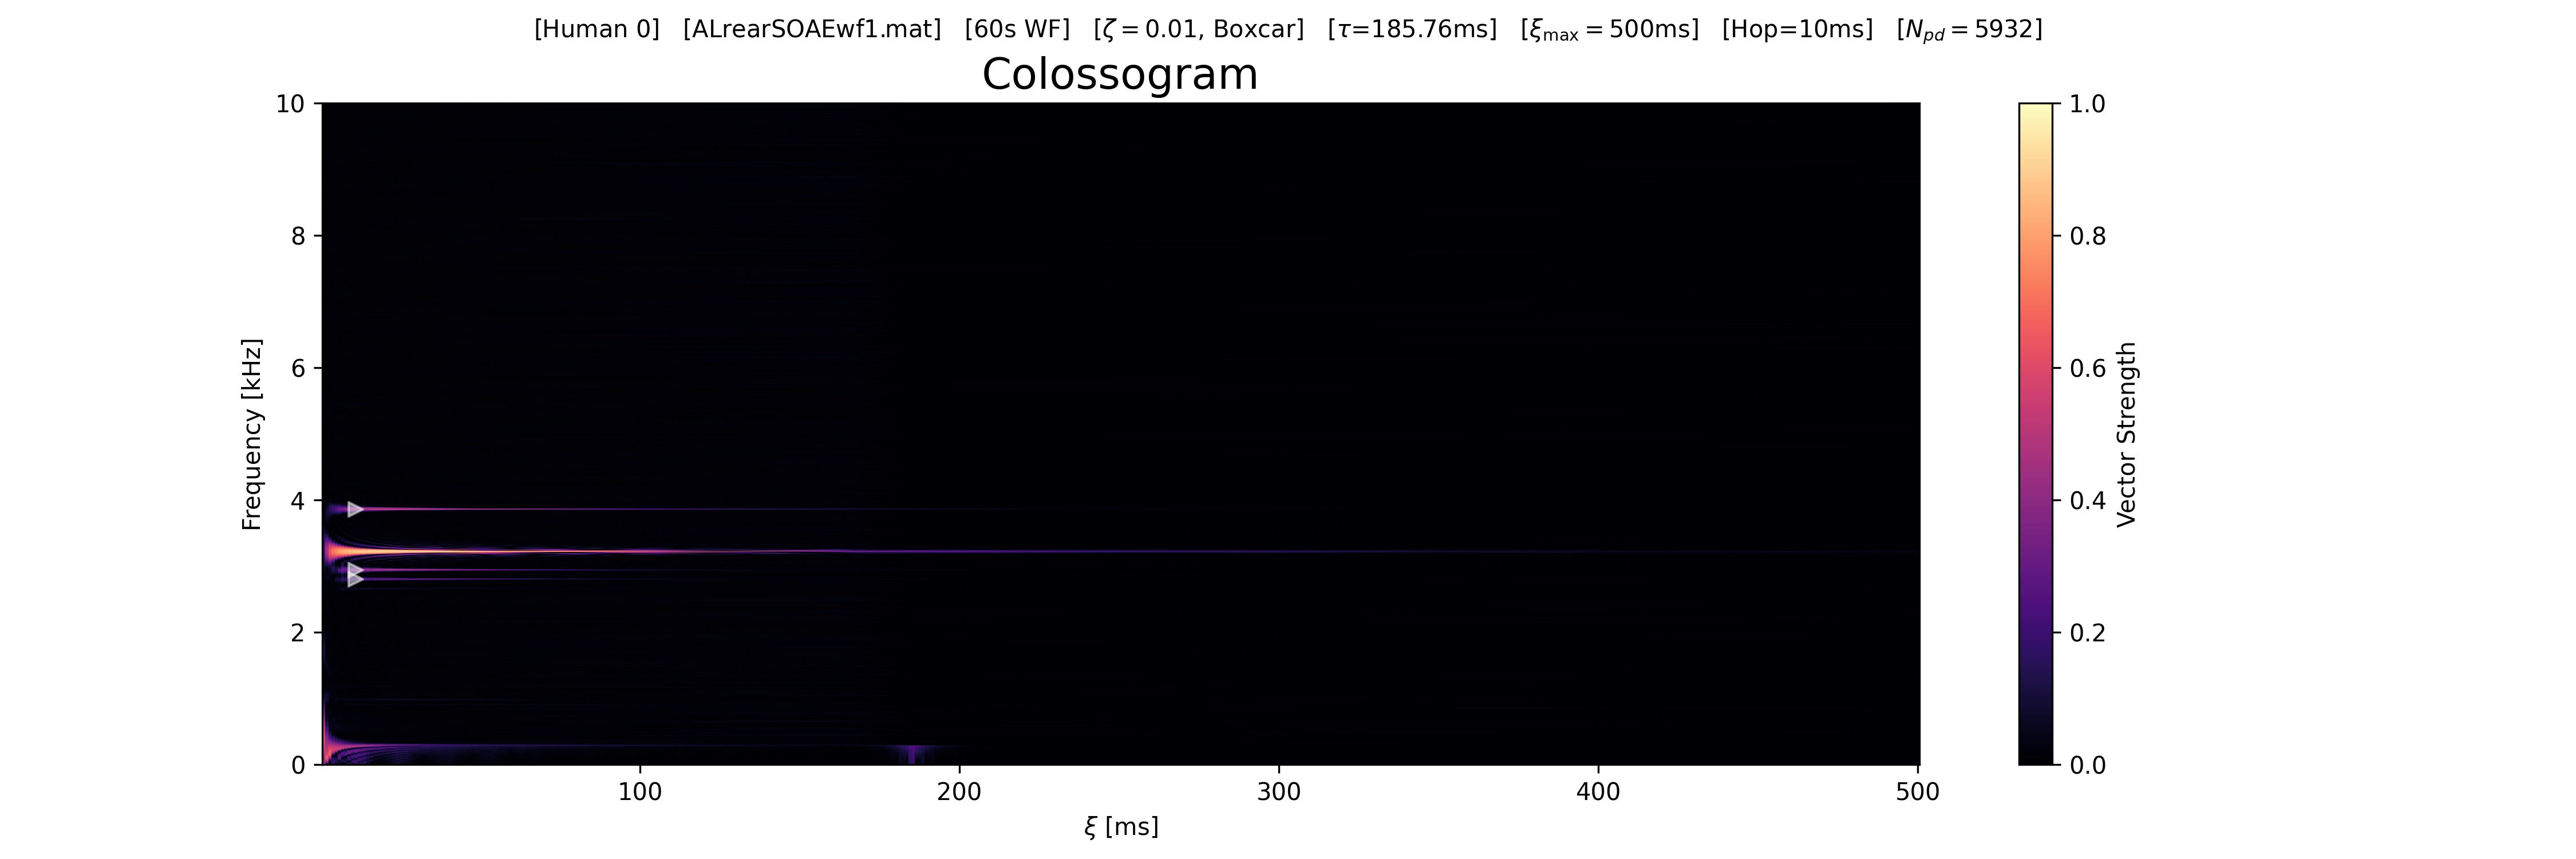 [Human 0] [ALrearSOAEwf1.mat] [60s WF] [ζ = 0.01, Boxcar] [τ=185.76ms] [ξmax = 500ms] [Hop=10ms] [Npd = 5932]
Colossogram
10
8
6
4
2
0
Frequency [kHz]
100 200 300 400 500
ξ [ms]
1.0
0.8
0.6
0.4
0.2
0.0
Vector Strength